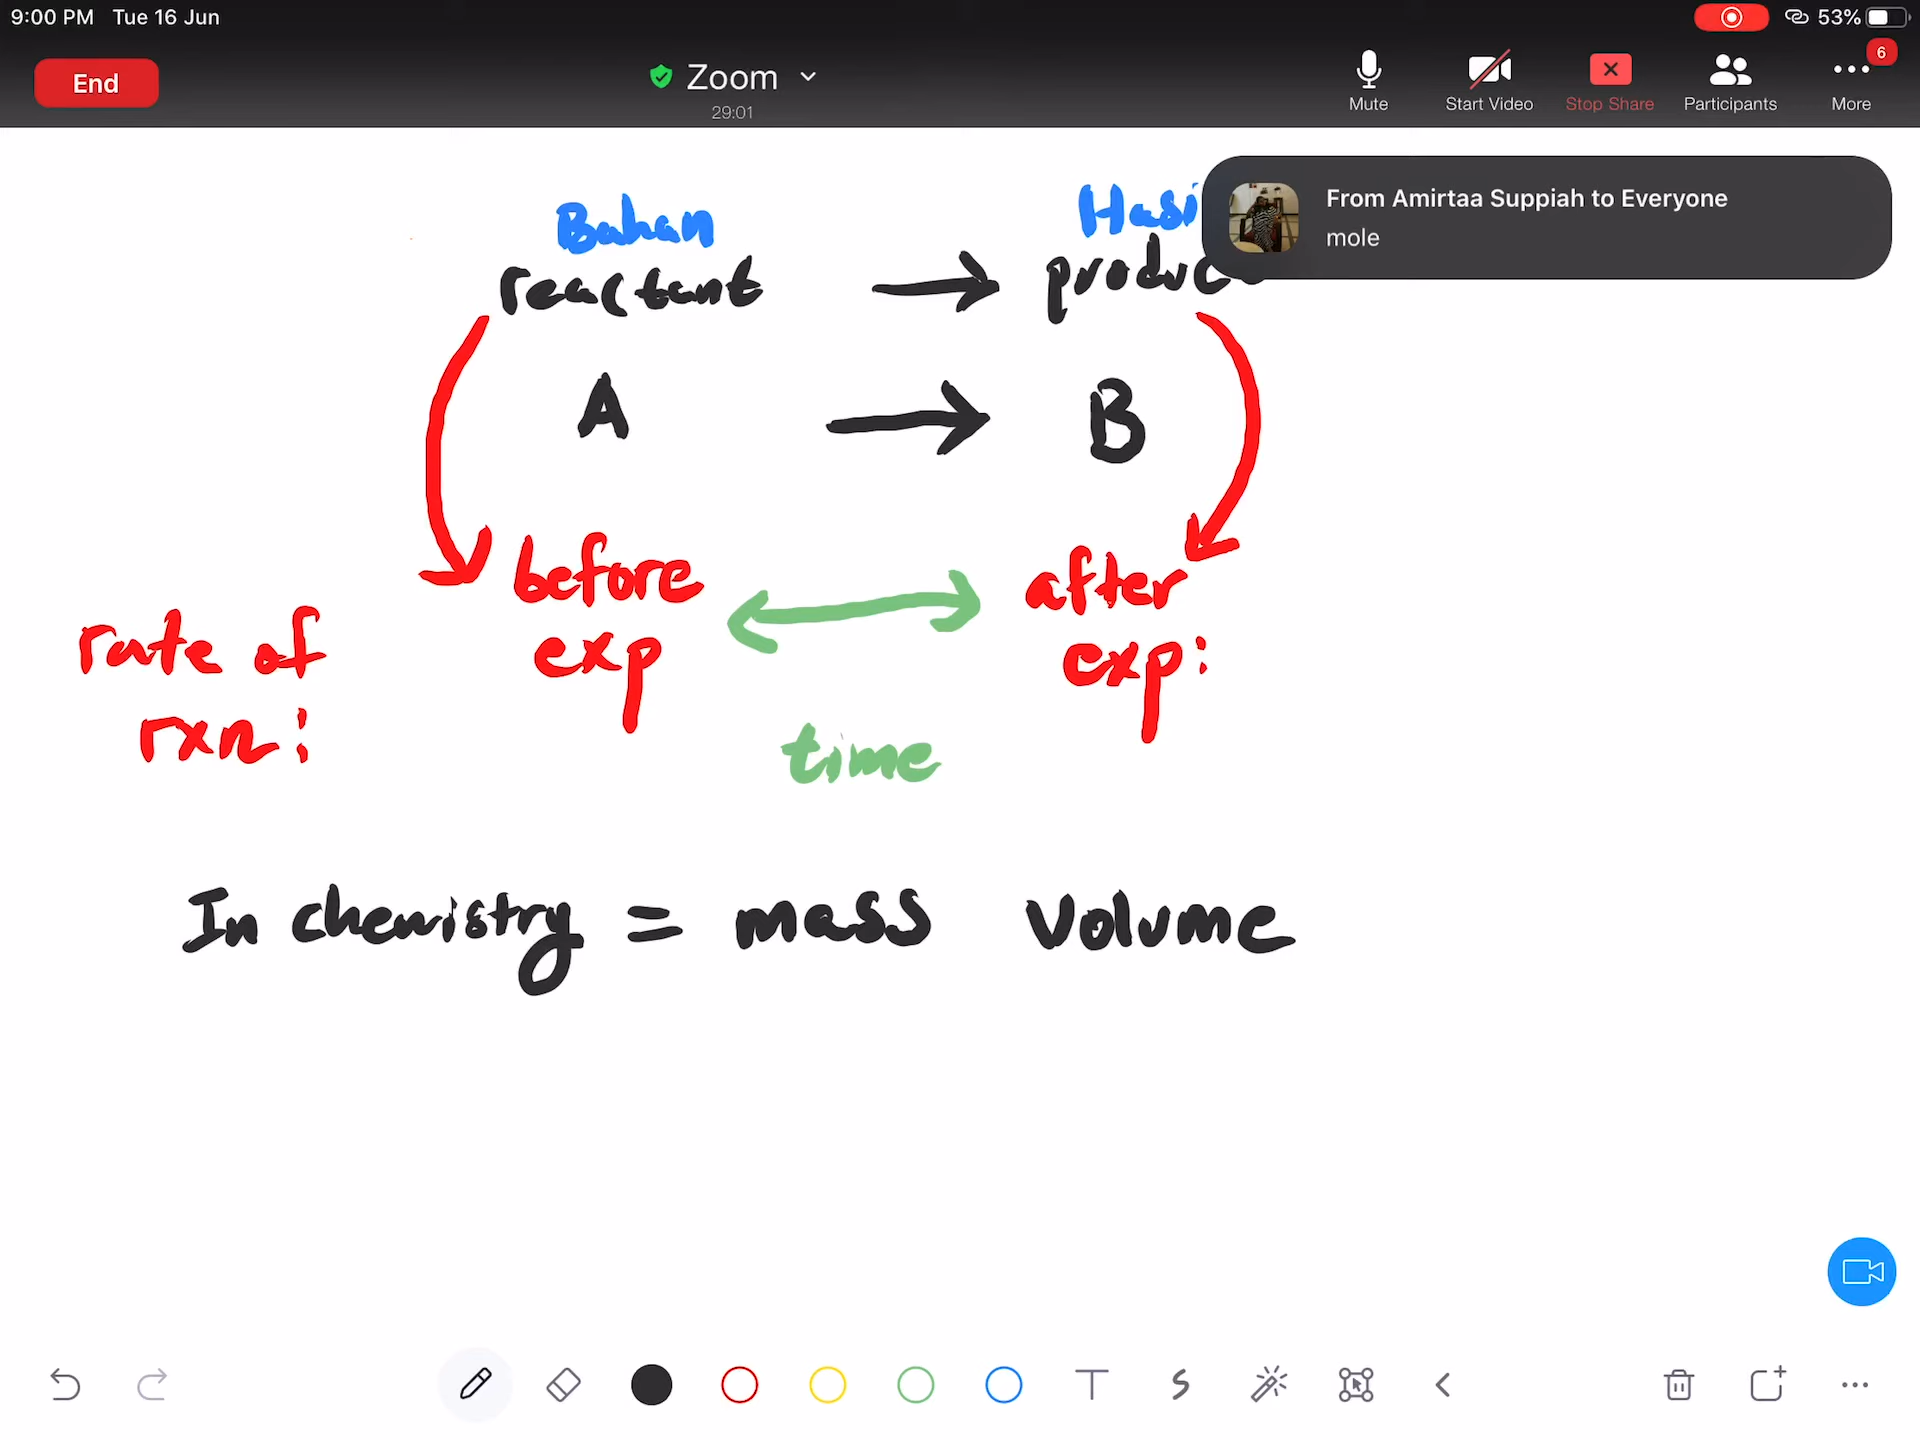 9:00 PM Tue 16 Jun
53%
End
Zoom
29:01
Mute
Start Video
Stop Share
Participants
6
More
From Amirtaa Suppiah to Everyone
mole
Bahan
Hasi
reactant → produc
A → B
before
exp
after
exp:
rate of
rxn:
time
In chemistry = mass volume
T